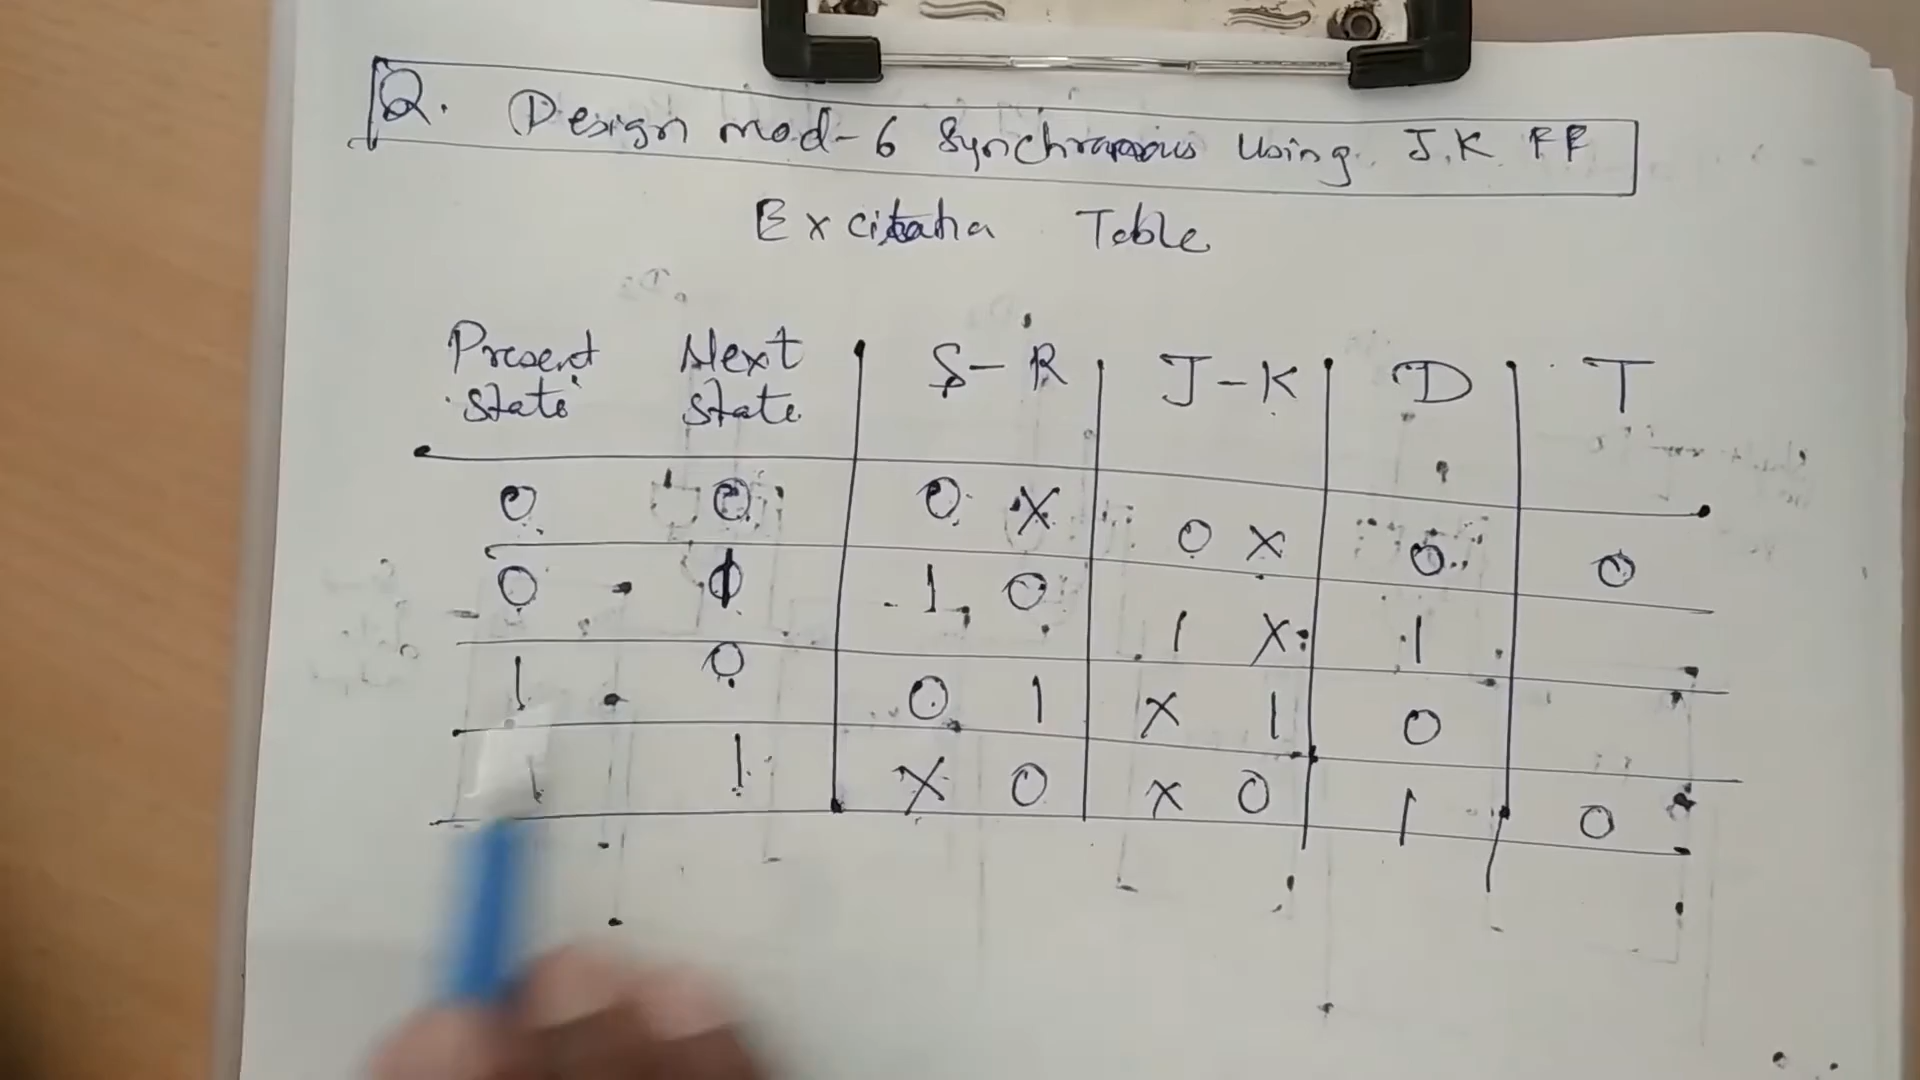 Q. Design mod-6 Synchronous Using J.K FF
Excitation Table
Present state Next state S-R J-K D T
0 0 0 X 0 X 0 0
0 1 1 0 1 X 1
1 0 0 1 X 1 0
1 1 X 0 X 0 1 0